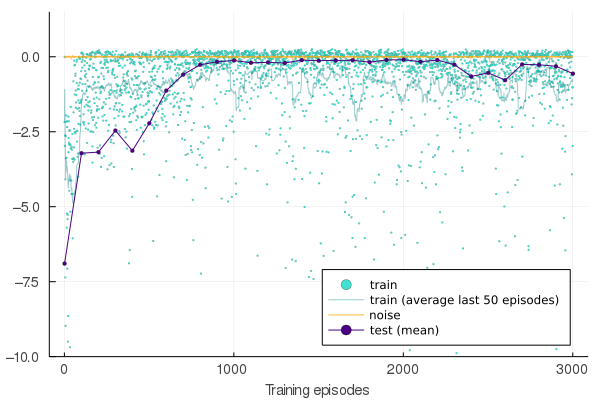 0.0
−2.5
−5.0
−7.5
−10.0
0
1000
2000
3000
Training episodes
train
train (average last 50 episodes)
noise
test (mean)